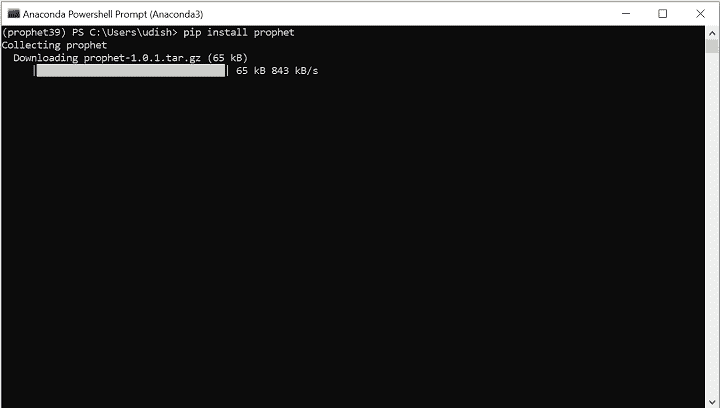 Anaconda Powershell Prompt (Anaconda3)
(prophet39) PS C:\Users\udish> pip install prophet
Collecting prophet
  Downloading prophet-1.0.1.tar.gz (65 kB)
     |████████████████████████████████| 65 kB 843 kB/s